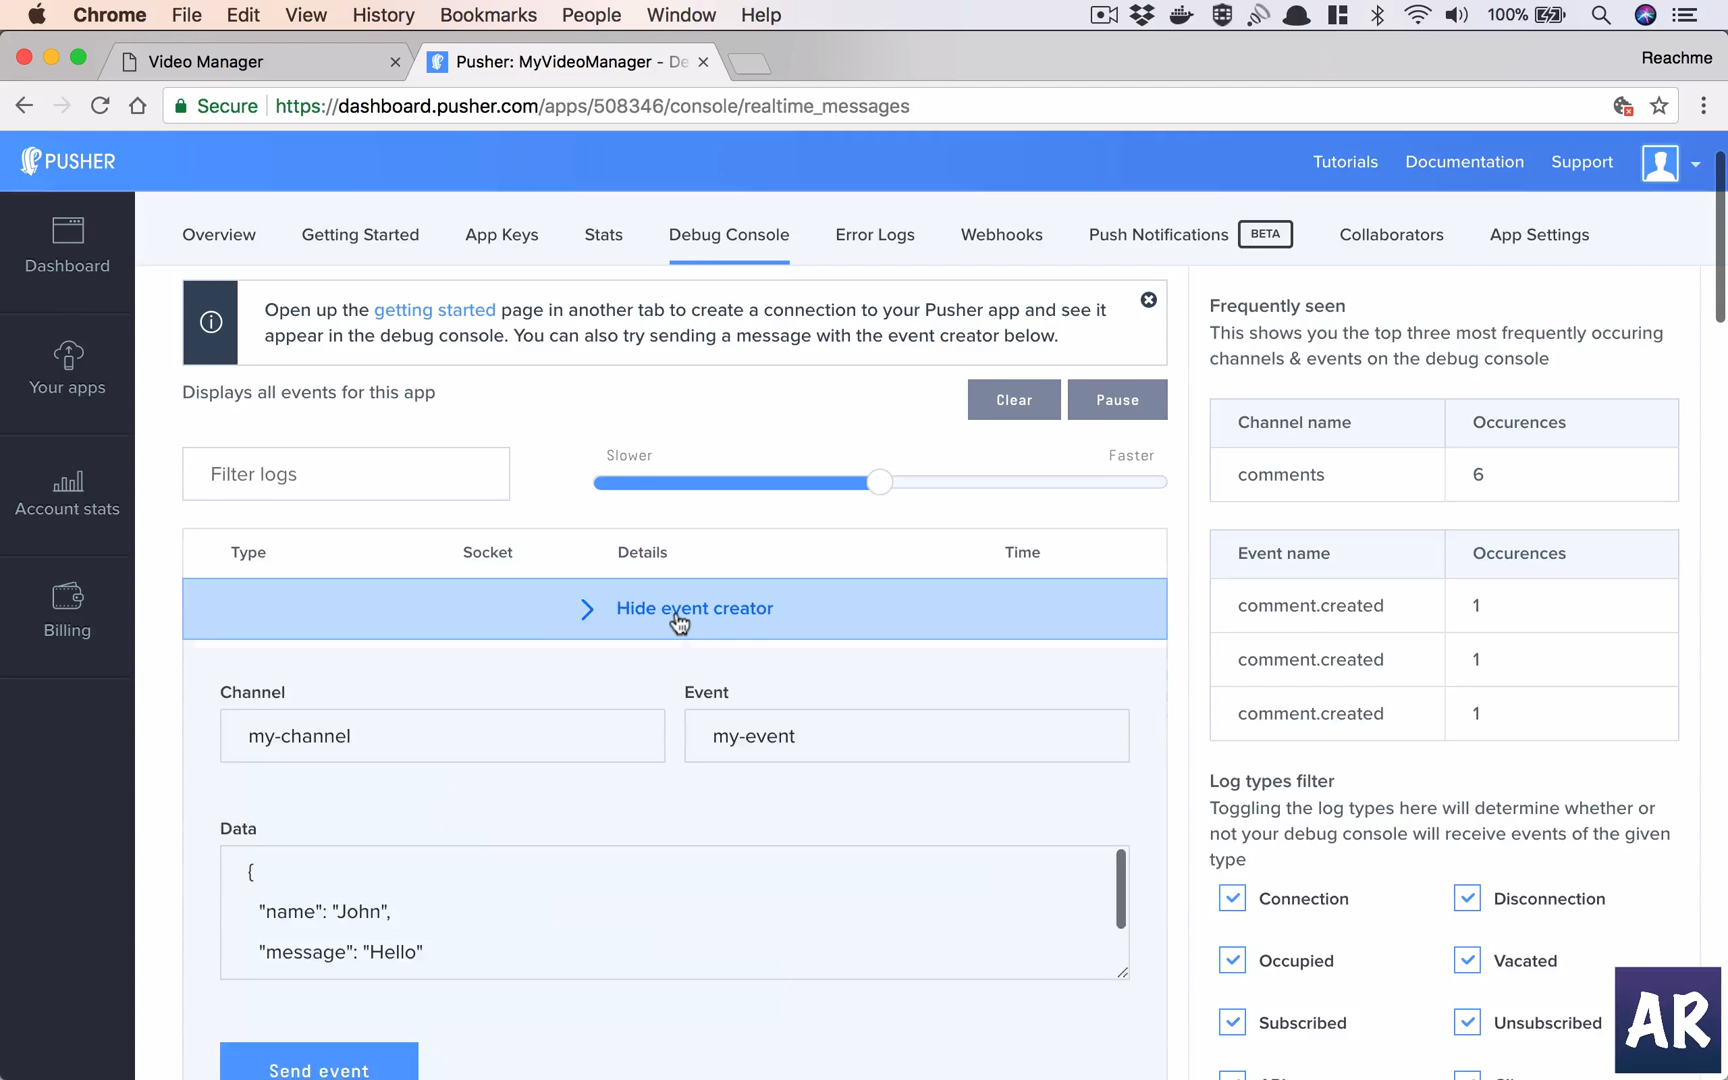 Chrome File Edit View History Bookmarks People Window Help 100%
Video Manager
Pusher: MyVideoManager - De
Reachme
Secure https://dashboard.pusher.com/apps/508346/console/realtime_messages
PUSHER
Tutorials Documentation Support
Dashboard
Your apps
Account stats
Billing
Overview Getting Started App Keys Stats Debug Console Error Logs Webhooks Push Notifications BETA Collaborators App Settings
Open up the getting started page in another tab to create a connection to your Pusher app and see it
appear in the debug console. You can also try sending a message with the event creator below.
Displays all events for this app
Clear Pause
Filter logs
Slower Faster
Type Socket Details Time
Hide event creator
Channel Event
my-channel my-event
Data
{
"name": "John",
"message": "Hello"
Send event
Frequently seen
This shows you the top three most frequently occuring
channels & events on the debug console
Channel name Occurences
comments 6
Event name Occurences
comment.created 1
comment.created 1
comment.created 1
Log types filter
Toggling the log types here will determine whether or
not your debug console will receive events of the given
type
Connection Disconnection
Occupied Vacated
Subscribed Unsubscribed
AR